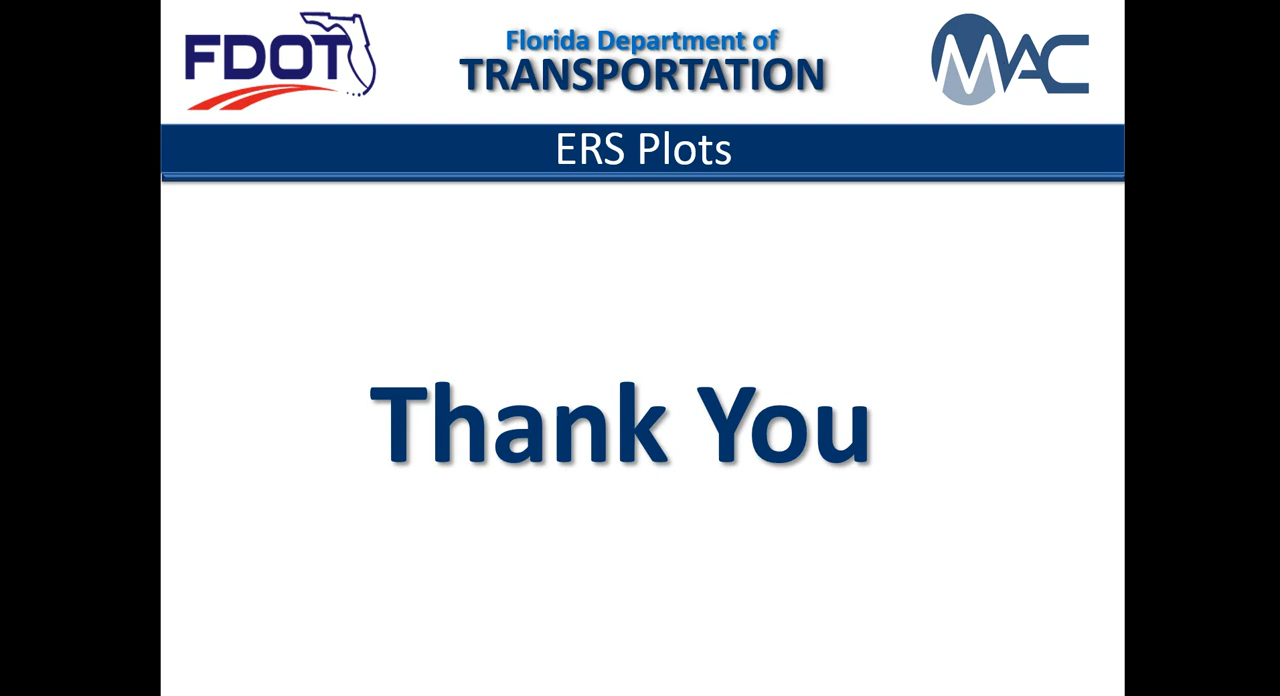 FDOT
Florida Department of
TRANSPORTATION
MAC
ERS Plots
Thank You